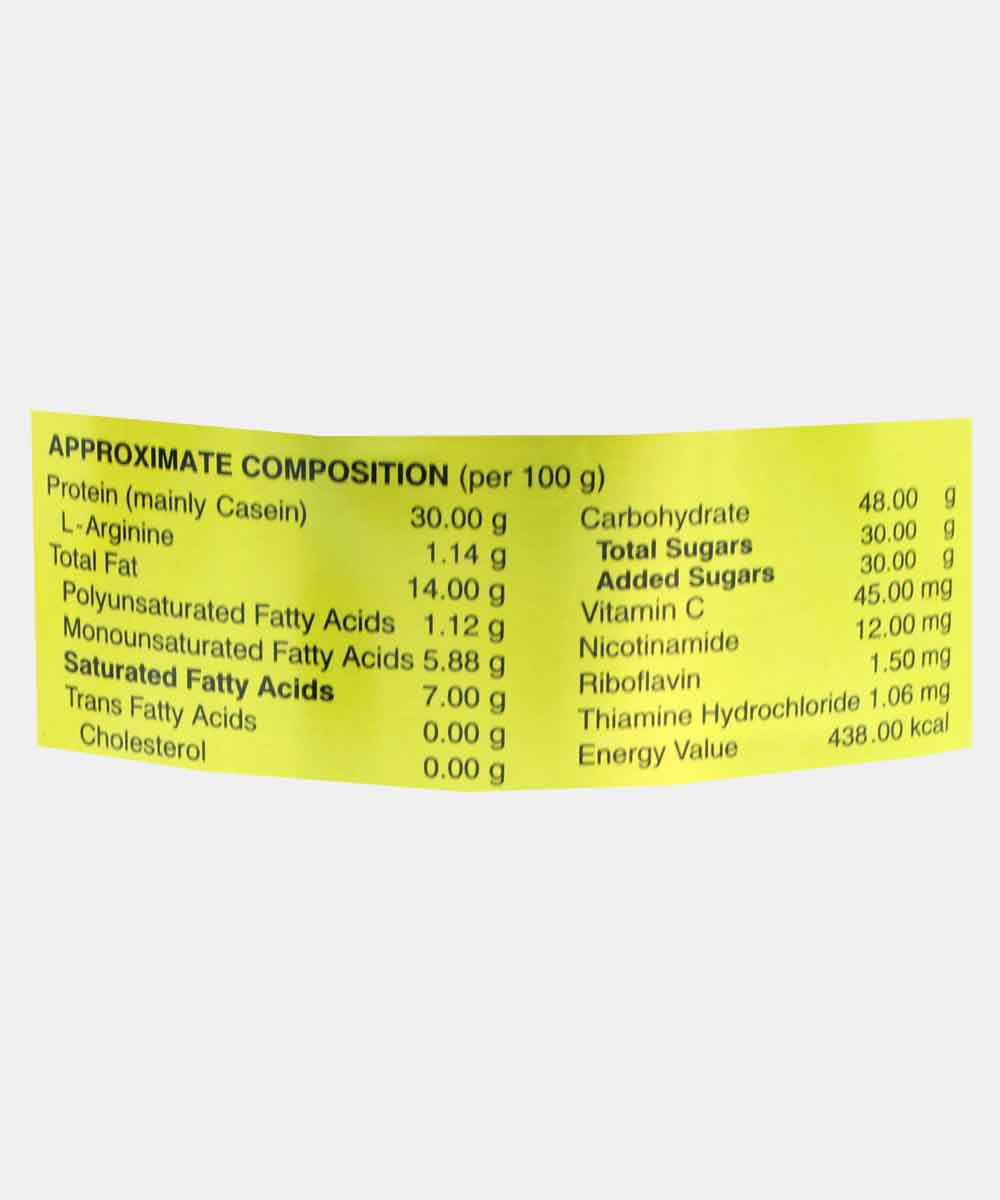 APPROXIMATE COMPOSITION (per 100 g)
Protein (mainly Casein) 30.00 g
L-Arginine 1.14 g
Total Fat 14.00 g
Polyunsaturated Fatty Acids 1.12 g
Monounsaturated Fatty Acids 5.88 g
Saturated Fatty Acids 7.00 g
Trans Fatty Acids 0.00 g
Cholesterol 0.00 g
Carbohydrate 48.00 g
Total Sugars 30.00 g
Added Sugars 30.00 g
Vitamin C 45.00 mg
Nicotinamide 12.00 mg
Riboflavin 1.50 mg
Thiamine Hydrochloride 1.06 mg
Energy Value 438.00 kcal